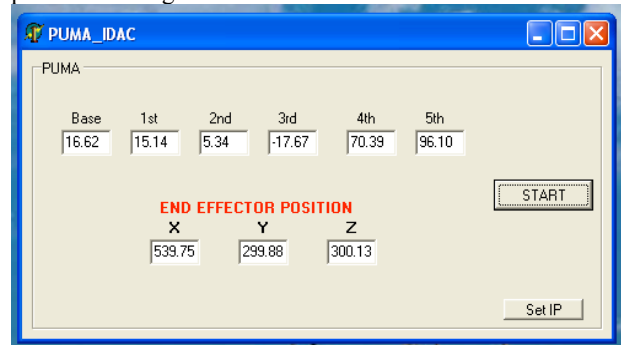 PUMA_IDAC
PUMA
Base 1st 2nd 3rd 4th 5th
16.62 15.14 5.34 -17.67 70.39 96.10
START
END EFFECTOR POSITION
X Y Z
539.75 299.88 300.13
Set IP